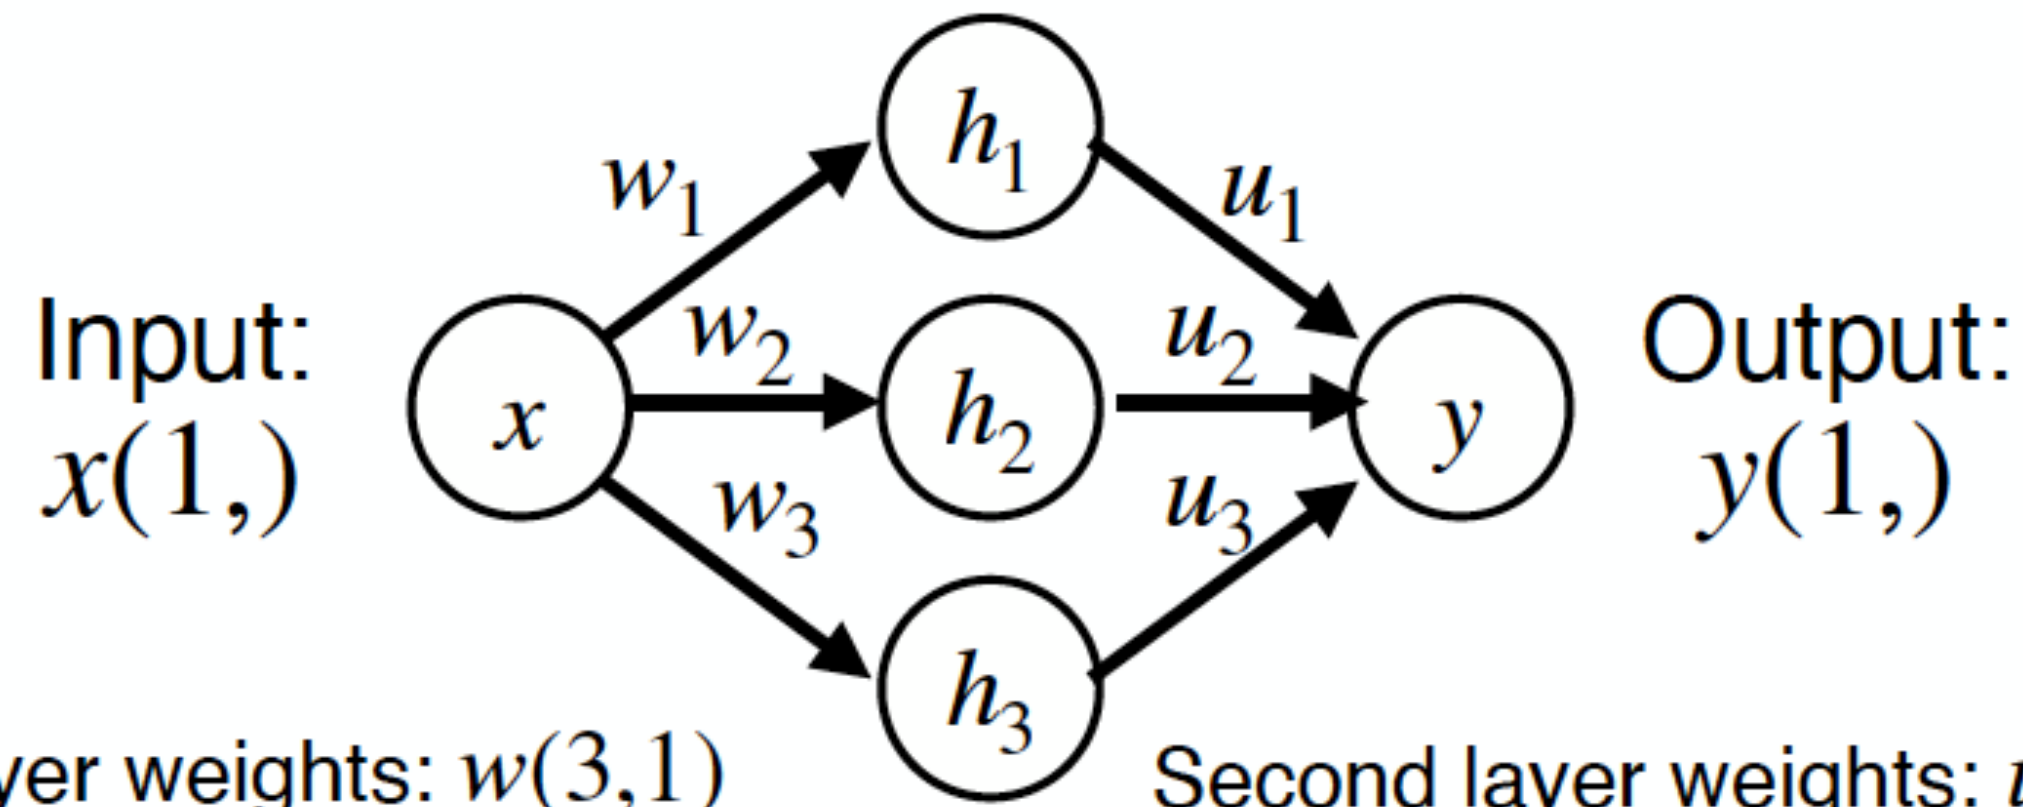 h₁
w₁
u₁
Input:
w₂
u₂
Output:
x(1,)
x
h₂
y
y(1,)
w₃
u₃
h₃
weights: w(3,1)
Second layer weights: